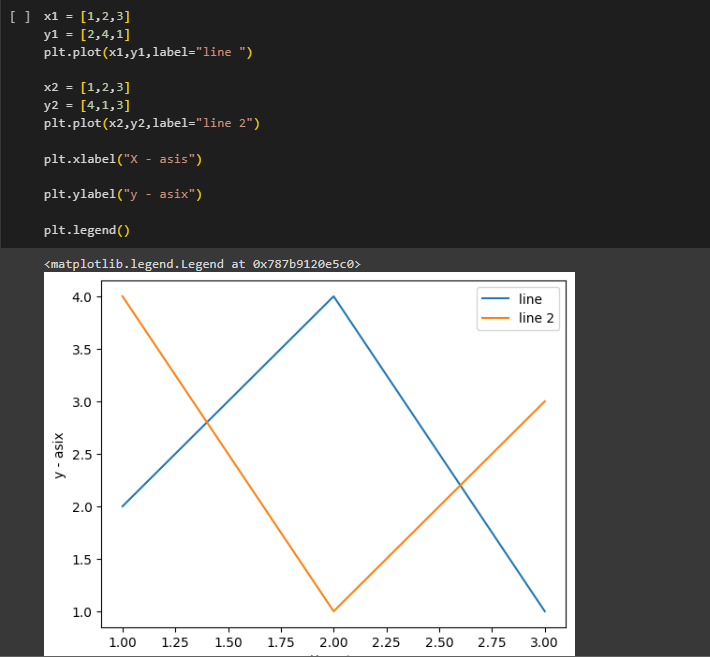 [ ] x1 = [1,2,3]
y1 = [2,4,1]
plt.plot(x1,y1,label="line ")
x2 = [1,2,3]
y2 = [4,1,3]
plt.plot(x2,y2,label="line 2")
plt.xlabel("X - asis")
plt.ylabel("y - asix")
plt.legend()
<matplotlib.legend.Legend at 0x787b9120e5c0>
line
line 2
4.0
3.5
3.0
2.5
2.0
1.5
1.0
y - asix
1.00 1.25 1.50 1.75 2.00 2.25 2.50 2.75 3.00